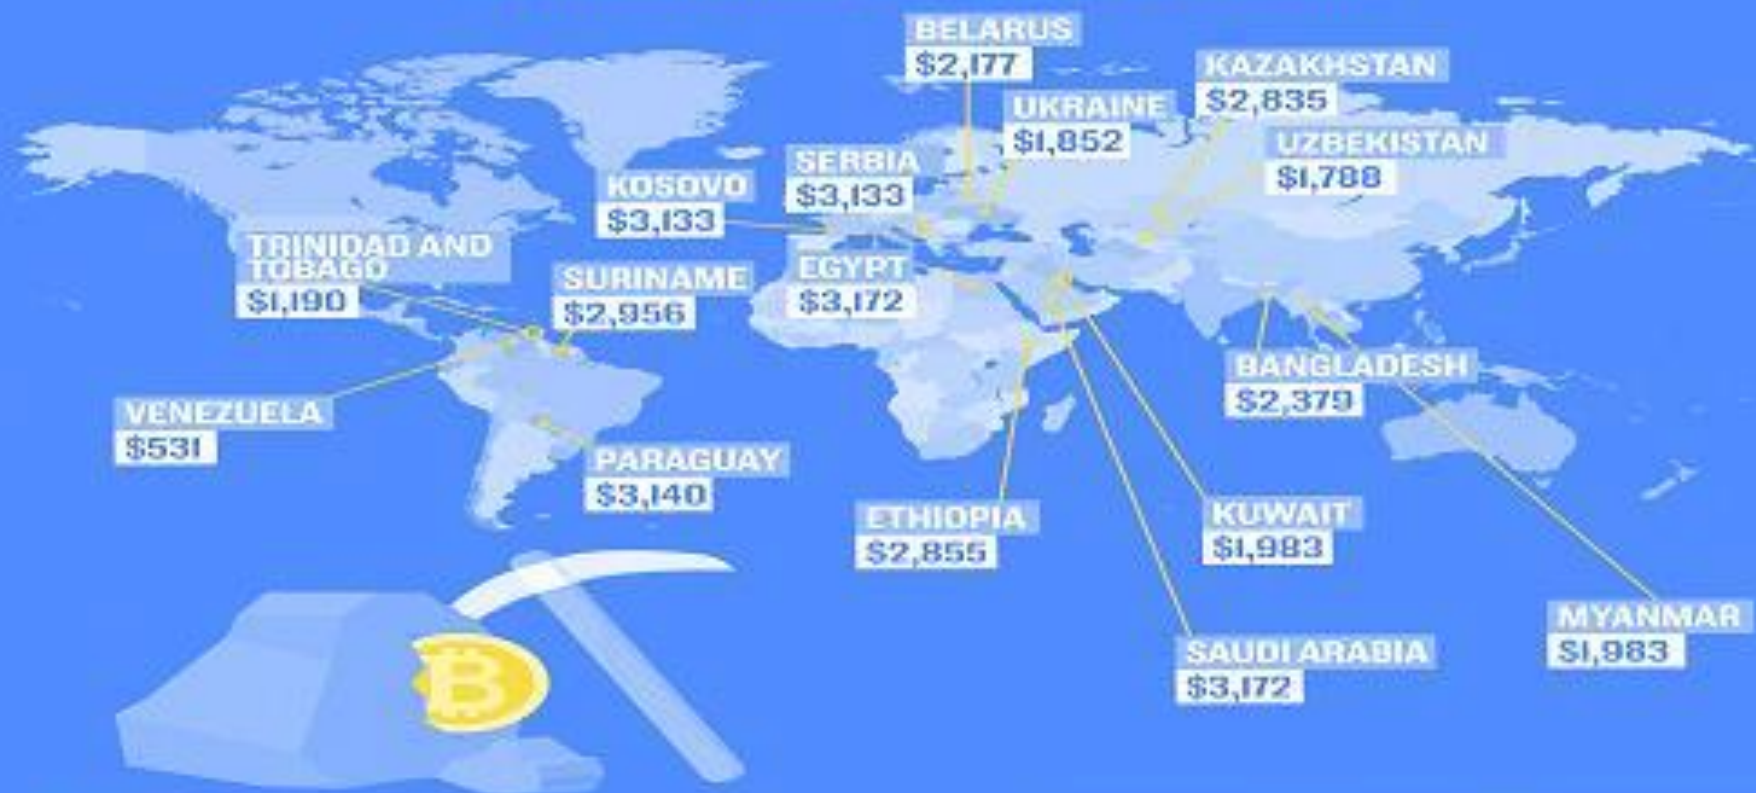 BELARUS
$2,177
KAZAKHSTAN
$2,835
UKRAINE
$1,852
UZBEKISTAN
$1,788
SERBIA
$3,133
KOSOVO
$3,133
TRINIDAD AND
TOBAGO
$1,190
SURINAME
$2,956
EGYPT
$3,172
BANGLADESH
$2,379
VENEZUELA
$531
PARAGUAY
$3,140
ETHIOPIA
$2,855
KUWAIT
$1,983
MYANMAR
$1,983
SAUDI ARABIA
$3,172